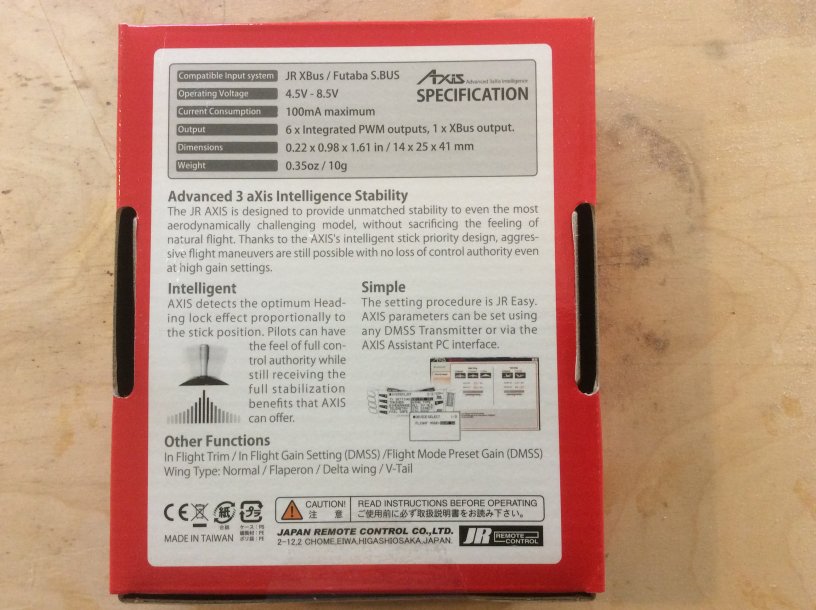 Compatible Input system JR XBus / Futaba S.BUS
AXIS Advanced 3aXis Intelligence
SPECIFICATION
Operating Voltage 4.5V - 8.5V
Current Consumption 100mA maximum
Output 6 x Integrated PWM outputs, 1 x XBus output.
Dimensions 0.22 x 0.98 x 1.61 in / 14 x 25 x 41 mm
Weight 0.35oz / 10g
Advanced 3 aXis Intelligence Stability
The JR AXIS is designed to provide unmatched stability to even the most
aerodynamically challenging model, without sacrificing the feeling of
natural flight. Thanks to the AXIS's intelligent stick priority design, aggres-
sive flight maneuvers are still possible with no loss of control authority even
at high gain settings.
Intelligent
AXIS detects the optimum Head-
ing lock effect proportionally to
the stick position. Pilots can have
the feel of full con-
trol authority while
still receiving the
full stabilization
benefits that AXIS
can offer.
Simple
The setting procedure is JR Easy.
AXIS parameters can be set using
any DMSS Transmitter or via the
AXIS Assistant PC interface.
Other Functions
In Flight Trim / In Flight Gain Setting (DMSS) /Flight Mode Preset Gain (DMSS)
Wing Type: Normal / Flaperon / Delta wing / V-Tail
CE 紙 プラ
MADE IN TAIWAN
CAUTION!
注 意
READ INSTRUCTIONS BEFORE OPERATING
ご使用前に必ず取扱説明書をお読み下さい。
JAPAN REMOTE CONTROL CO.,LTD.
2-12,2 CHOME,EIWA,HIGASHIOSAKA,JAPAN.
JR REMOTE
CONTROL